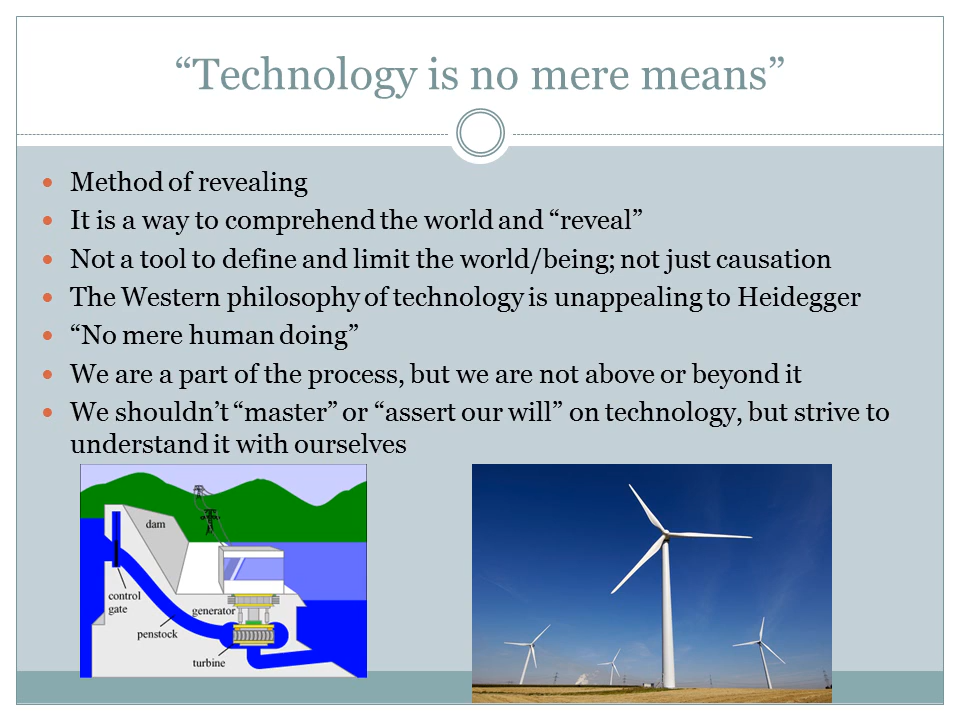 “Technology is no mere means”
• Method of revealing
• It is a way to comprehend the world and “reveal”
• Not a tool to define and limit the world/being; not just causation
• The Western philosophy of technology is unappealing to Heidegger
• “No mere human doing”
• We are a part of the process, but we are not above or beyond it
• We shouldn’t “master” or “assert our will” on technology, but strive to
understand it with ourselves
dam
control
gate
generator
penstock
turbine